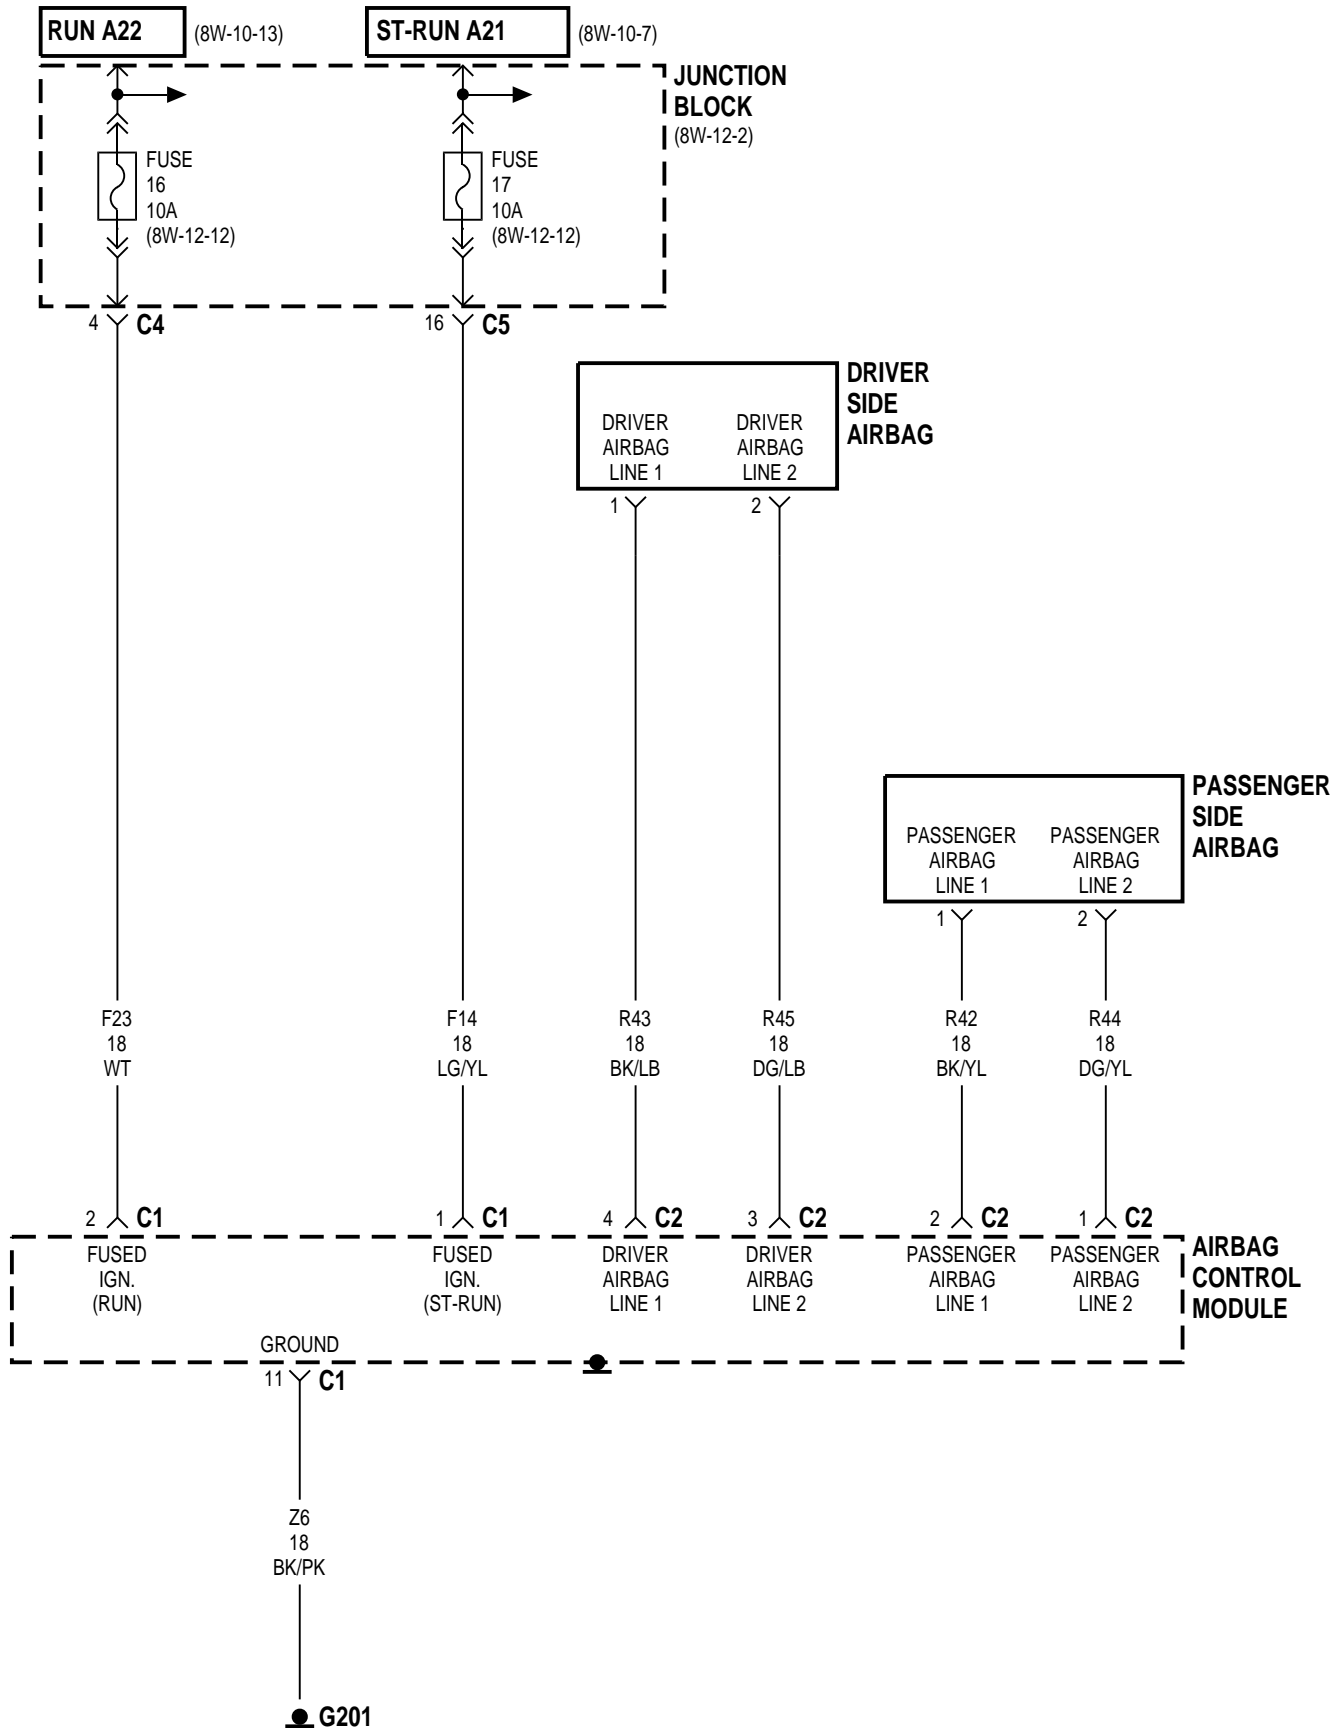 RUN A22 (8W-10-13) ST-RUN A21 (8W-10-7)
JUNCTION
BLOCK
(8W-12-2)
FUSE
16
10A
(8W-12-12)
FUSE
17
10A
(8W-12-12)
4 C4
16 C5
DRIVER
SIDE
AIRBAG
DRIVER
AIRBAG
LINE 1
DRIVER
AIRBAG
LINE 2
1
2
PASSENGER
SIDE
AIRBAG
PASSENGER
AIRBAG
LINE 1
PASSENGER
AIRBAG
LINE 2
1
2
F23
18
WT
F14
18
LG/YL
R43
18
BK/LB
R45
18
DG/LB
R42
18
BK/YL
R44
18
DG/YL
2 C1
1 C1
4 C2
3 C2
2 C2
1 C2
FUSED
IGN.
(RUN)
FUSED
IGN.
(ST-RUN)
DRIVER
AIRBAG
LINE 1
DRIVER
AIRBAG
LINE 2
PASSENGER
AIRBAG
LINE 1
PASSENGER
AIRBAG
LINE 2
AIRBAG
CONTROL
MODULE
GROUND
11 C1
Z6
18
BK/PK
G201